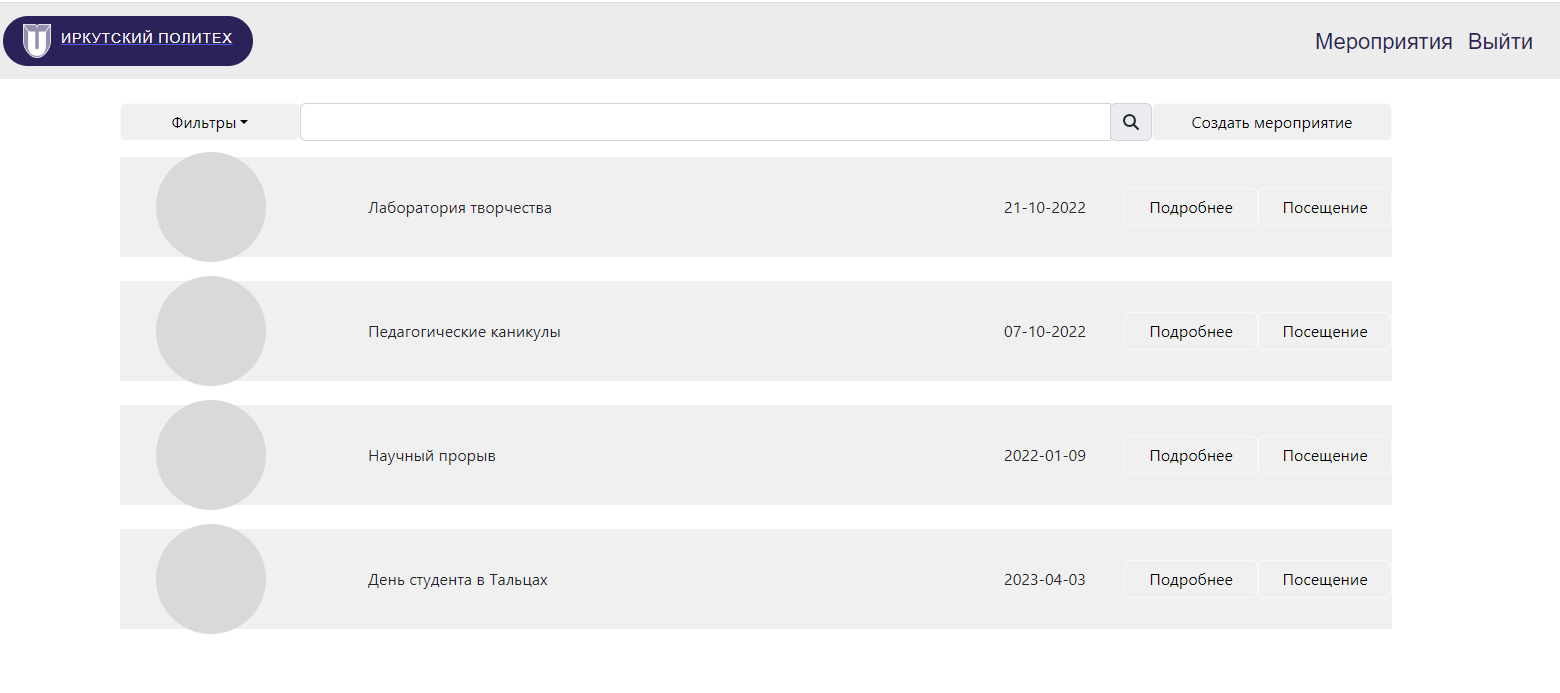 ИРКУТСКИЙ ПОЛИТЕХ
Мероприятия Выйти
Фильтры Создать мероприятие
Лаборатория творчества 21-10-2022 Подробнее Посещение
Педагогические каникулы 07-10-2022 Подробнее Посещение
Научный прорыв 2022-01-09 Подробнее Посещение
День студента в Тальцах 2023-04-03 Подробнее Посещение